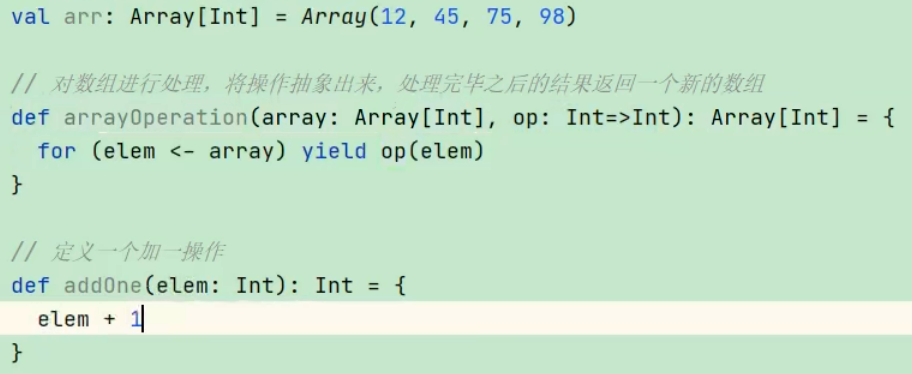 val arr: Array[Int] = Array(12, 45, 75, 98)
// 对数组进行处理，将操作抽象出来，处理完毕之后的结果返回一个新的数组
def arrayOperation(array: Array[Int], op: Int=>Int): Array[Int] = {
  for (elem <- array) yield op(elem)
}
// 定义一个加一操作
def addOne(elem: Int): Int = {
  elem + 1
}